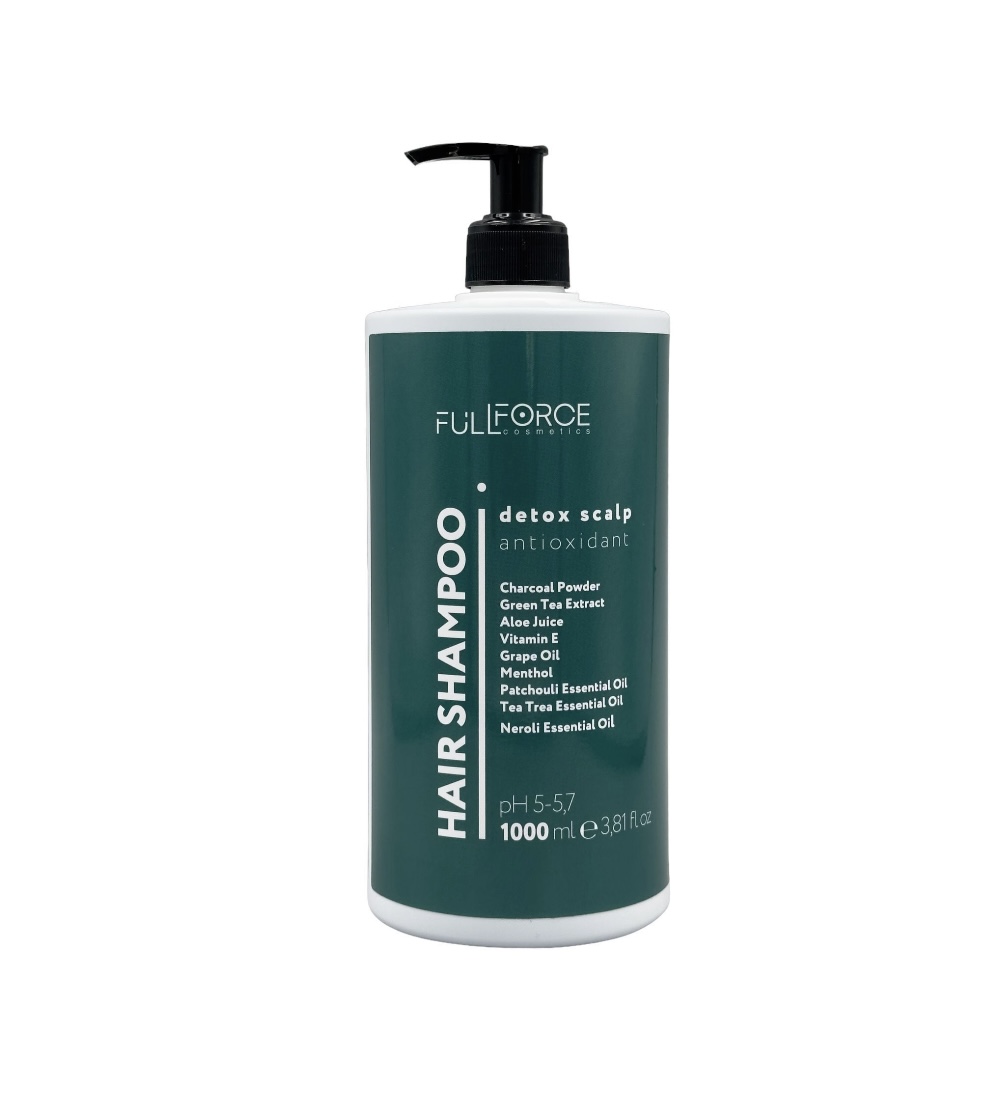 FULLFORCE
cosmetics
HAIR SHAMPOO
detox scalp
antioxidant
Charcoal Powder
Green Tea Extract
Aloe Juice
Vitamin E
Grape Oil
Menthol
Patchouli Essential Oil
Tea Trea Essential Oil
Neroli Essential Oil
pH 5-5,7
1000 ml ℮ 3,81 fl oz